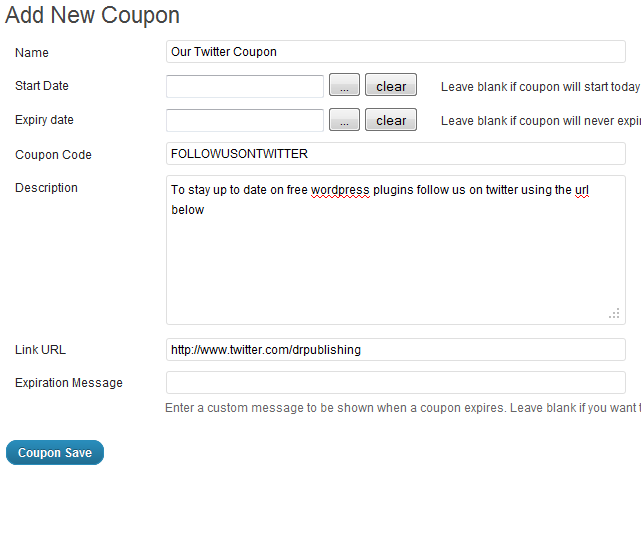 Add New Coupon
Name Our Twitter Coupon
Start Date ... clear Leave blank if coupon will start today
Expiry date ... clear Leave blank if coupon will never expi
Coupon Code FOLLOWUSONTWITTER
Description To stay up to date on free wordpress plugins follow us on twitter using the url
below
Link URL http://www.twitter.com/drpublishing
Expiration Message
Enter a custom message to be shown when a coupon expires. Leave blank if you want t
Coupon Save